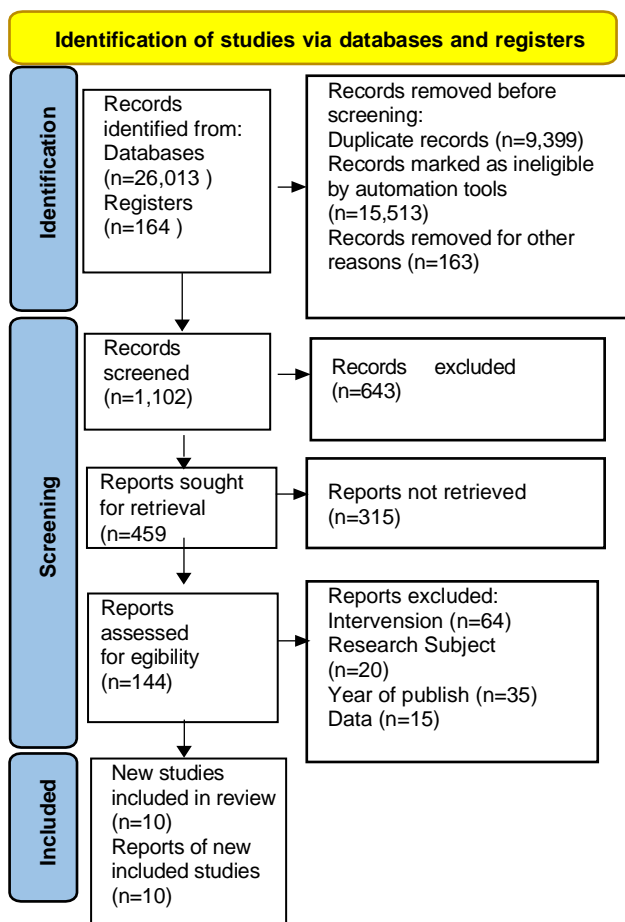 Identification of studies via databases and registers
Identification
Records
identified from:
Databases
(n=26,013 )
Registers
(n=164 )
Records removed before
screening:
Duplicate records (n=9,399)
Records marked as ineligible
by automation tools
(n=15,513)
Records removed for other
reasons (n=163)
Screening
Records
screened
(n=1,102)
Records excluded
(n=643)
Reports sought
for retrieval
(n=459
Reports not retrieved
(n=315)
Reports
assessed
for egibility
(n=144)
Reports excluded:
Intervension (n=64)
Research Subject
(n=20)
Year of publish (n=35)
Data (n=15)
Included
New studies
included in review
(n=10)
Reports of new
included studies
(n=10)